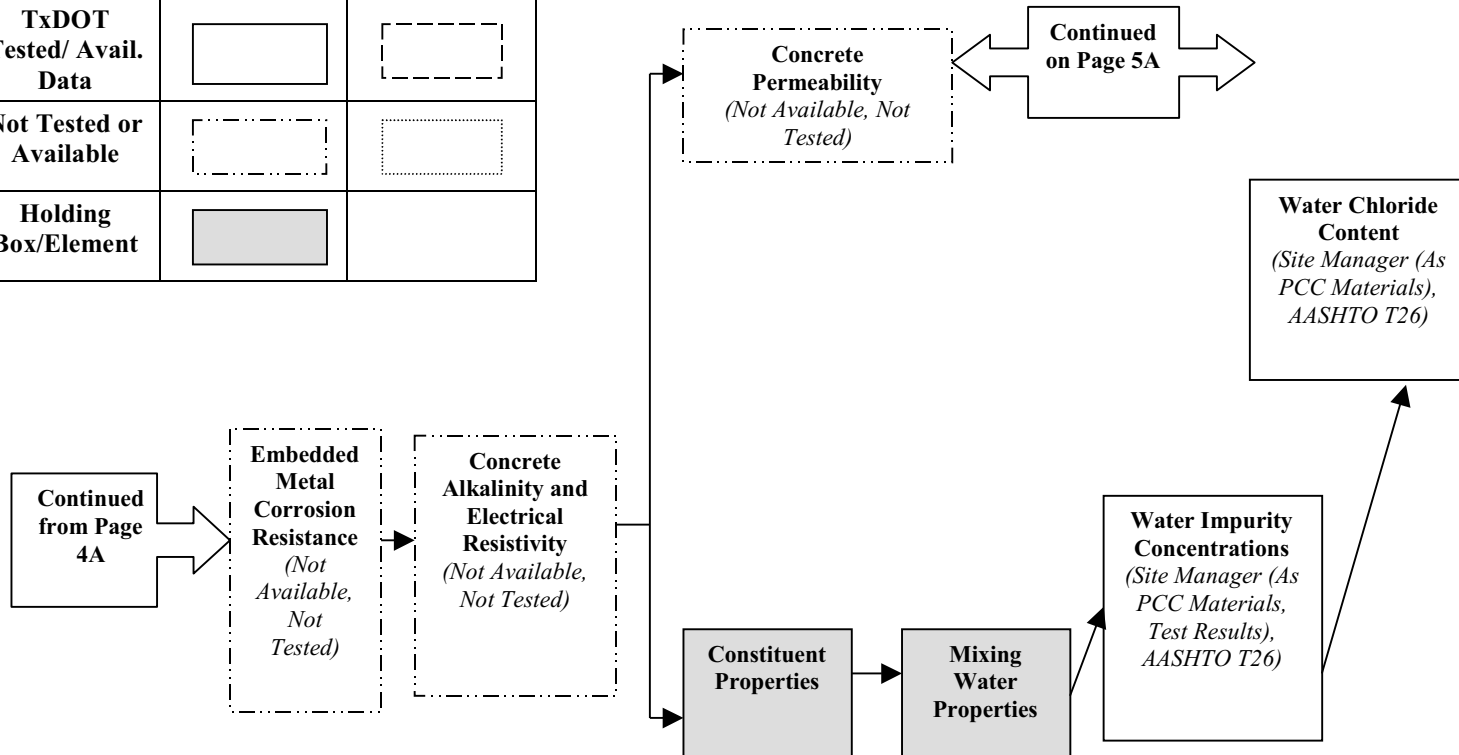 TxDOT
Tested/ Avail.
Data
Not Tested or
Available
Holding
Box/Element
Concrete
Permeability
(Not Available, Not
Tested)
Continued
on Page 5A
Water Chloride
Content
(Site Manager (As
PCC Materials),
AASHTO T26)
Continued
from Page
4A
Embedded
Metal
Corrosion
Resistance
(Not
Available,
Not
Tested)
Concrete
Alkalinity and
Electrical
Resistivity
(Not Available,
Not Tested)
Constituent
Properties
Mixing
Water
Properties
Water Impurity
Concentrations
(Site Manager (As
PCC Materials,
Test Results),
AASHTO T26)